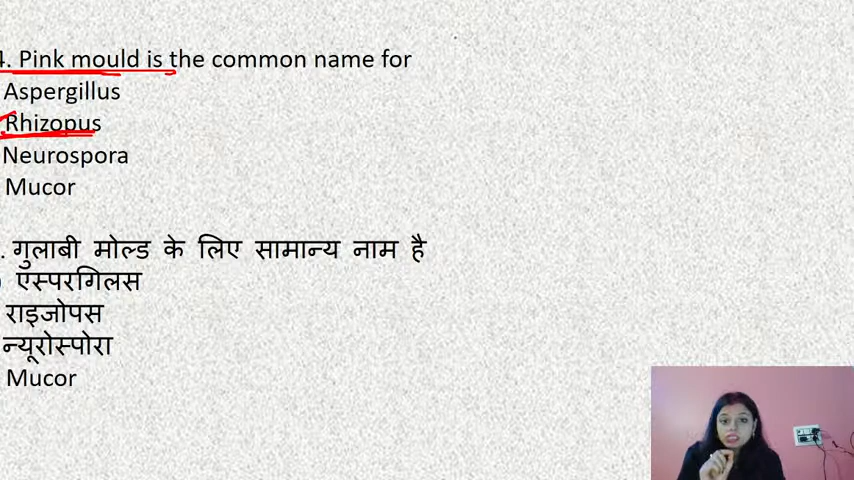 4. Pink mould is the common name for
Aspergillus
Rhizopus
Neurospora
Mucor
. गुलाबी मोल्ड के लिए सामान्य नाम है
) एस्परगिलस
राइजोपस
न्यूरोस्पोरा
Mucor